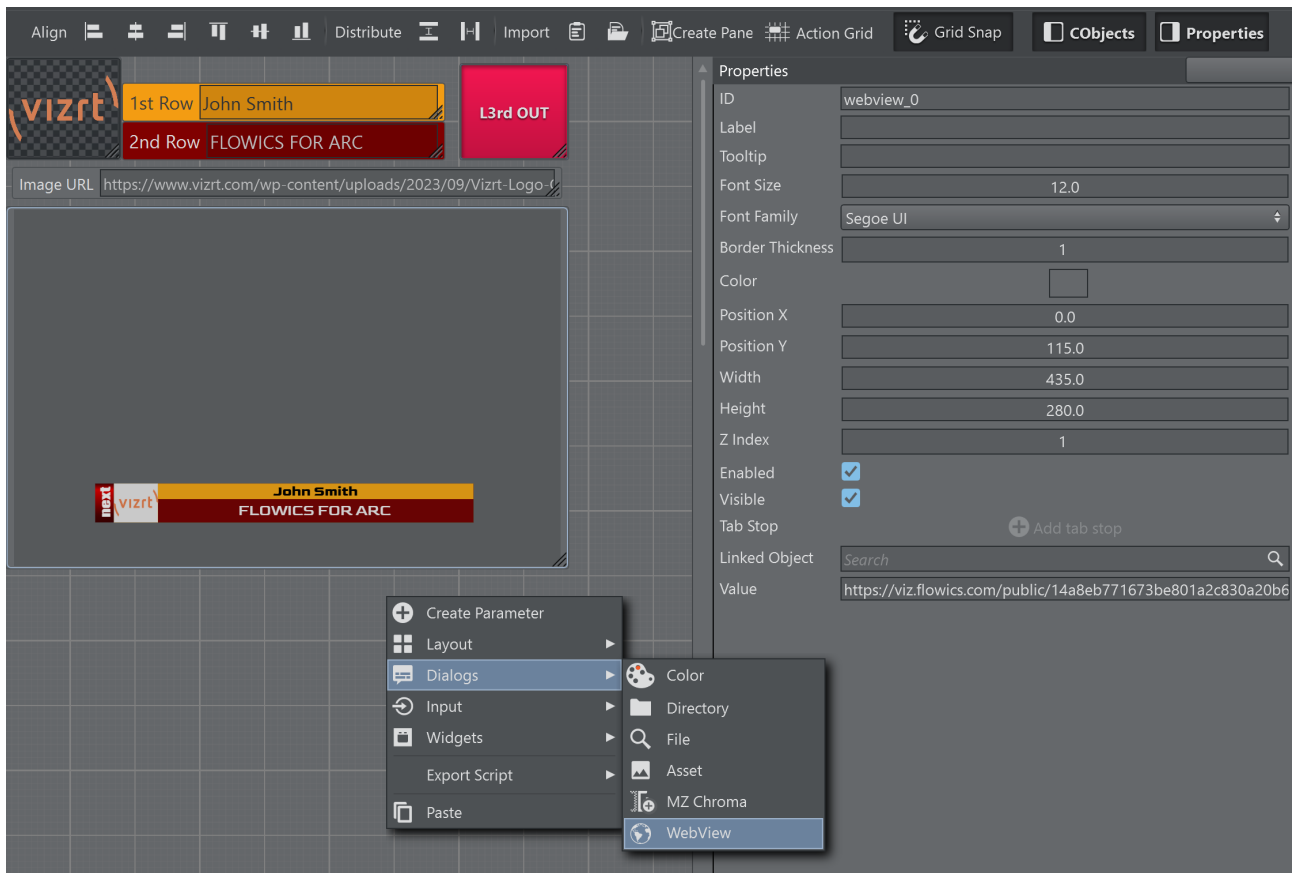 Align Distribute Import Create Pane Action Grid Grid Snap CObjects Properties
vizrt
1st Row John Smith
2nd Row FLOWICS FOR ARC
L3rd OUT
Image URL https://www.vizrt.com/wp-content/uploads/2023/09/Vizrt-Logo-
next
vizrt
John Smith
FLOWICS FOR ARC
Create Parameter
Layout
Dialogs
Input
Widgets
Export Script
Paste
Color
Directory
File
Asset
MZ Chroma
WebView
Properties
ID webview_0
Label
Tooltip
Font Size 12.0
Font Family Segoe UI
Border Thickness 1
Color
Position X 0.0
Position Y 115.0
Width 435.0
Height 280.0
Z Index 1
Enabled
Visible
Tab Stop Add tab stop
Linked Object Search
Value https://viz.flowics.com/public/14a8eb771673be801a2c830a20b6